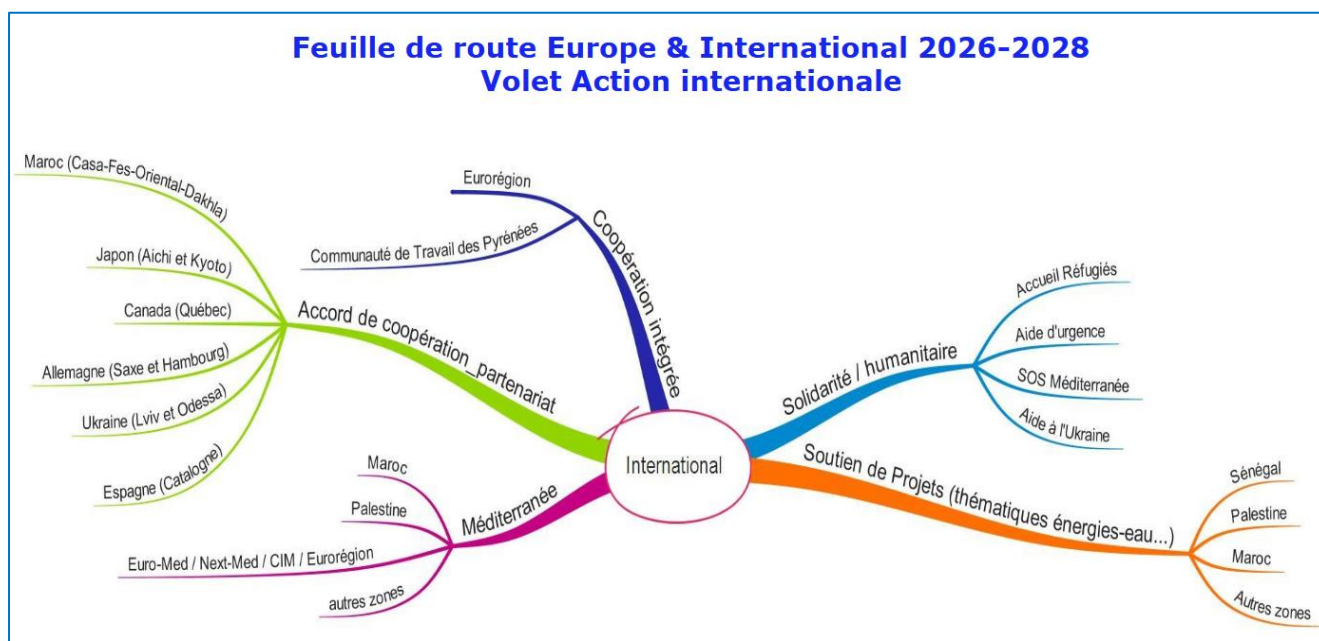 Feuille de route Europe & International 2026-2028
Volet Action internationale
Maroc (Casa-Fes-Oriental-Dakhla)
Japon (Aichi et Kyoto)
Canada (Québec)
Allemagne (Saxe et Hambourg)
Ukraine (Lviv et Odessa)
Espagne (Catalogne)
Accord de coopération_partenariat
Eurorégion
Communauté de Travail des Pyrénées
Coopération intégrée
Solidarité / humanitaire
Accueil Réfugiés
Aide d'urgence
SOS Méditerranée
Aide à l'Ukraine
International
Méditerranée
Maroc
Palestine
Euro-Med / Next-Med / CIM / Eurorégion
autres zones
Soutien de Projets (thématiques énergies-eau...)
Sénégal
Palestine
Maroc
Autres zones